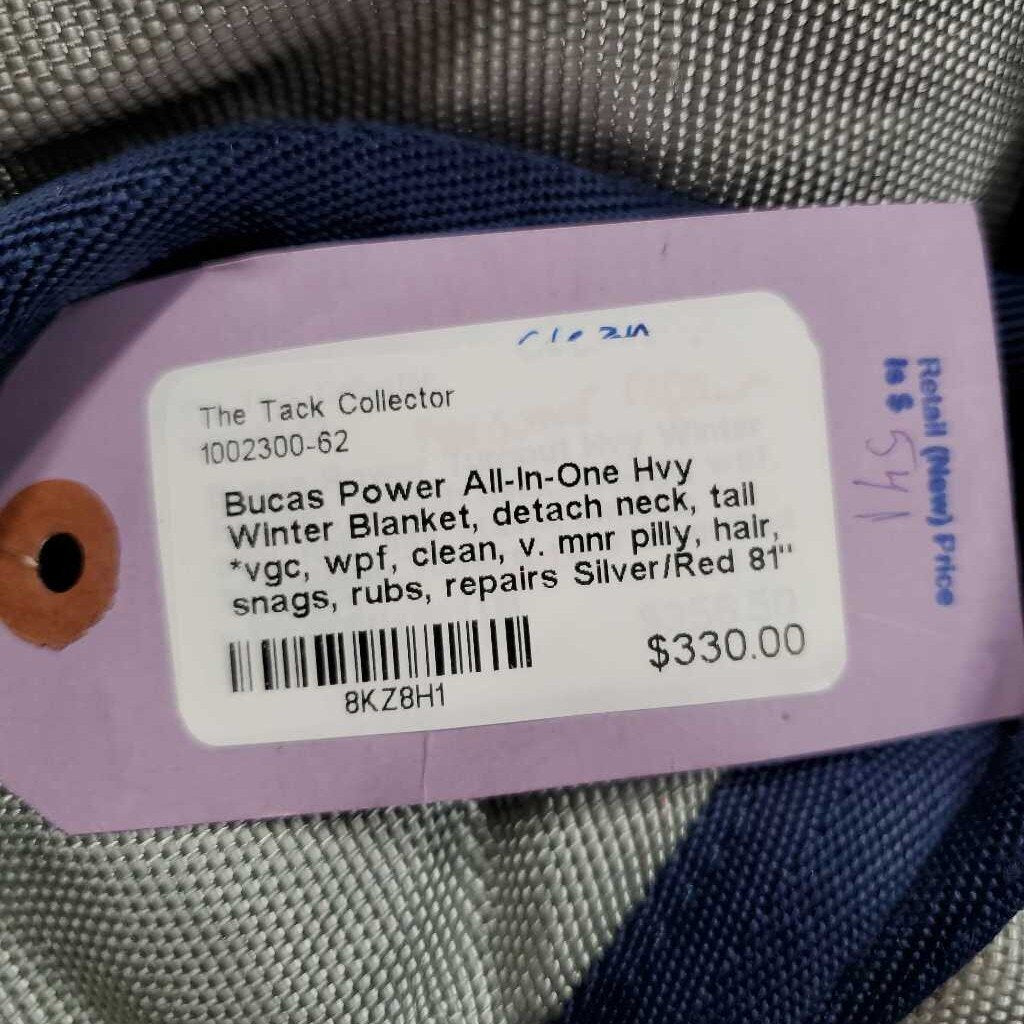 The Tack Collector
1002300-62
Bucas Power All-In-One Hvy
Winter Blanket, detach neck, tail
*vgc, wpf, clean, v. mnr pilly, hair,
snags, rubs, repairs Silver/Red 81"
$330.00
8KZ8H1
Retail (New) Price
is $ 541